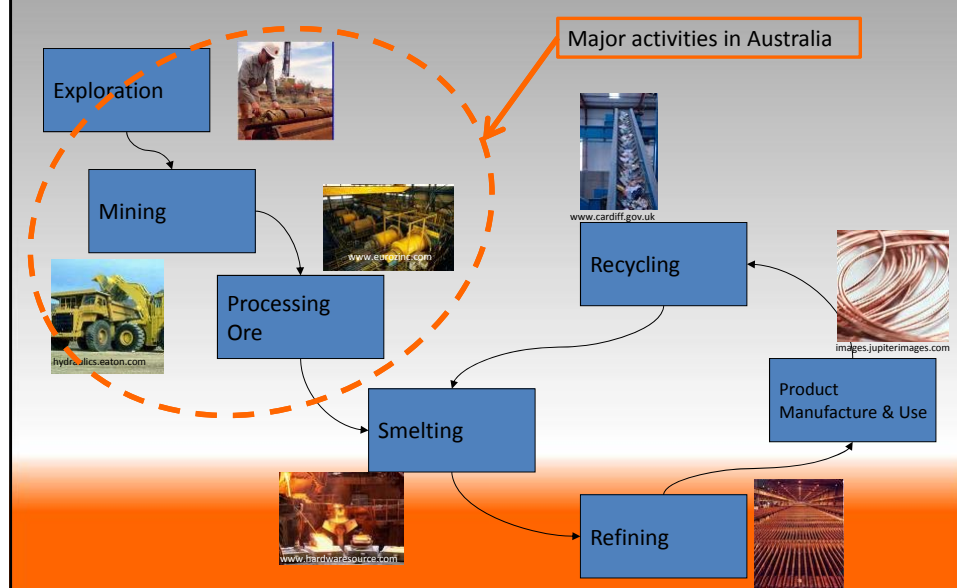 Major activities in Australia
Exploration
Mining
www.cardiff.gov.uk
www.eurozinc.com
Recycling
Processing
Ore
images.jupiterimages.com
hydraulics.eaton.com
Product
Manufacture & Use
Smelting
Refining
www.hardwaresource.com